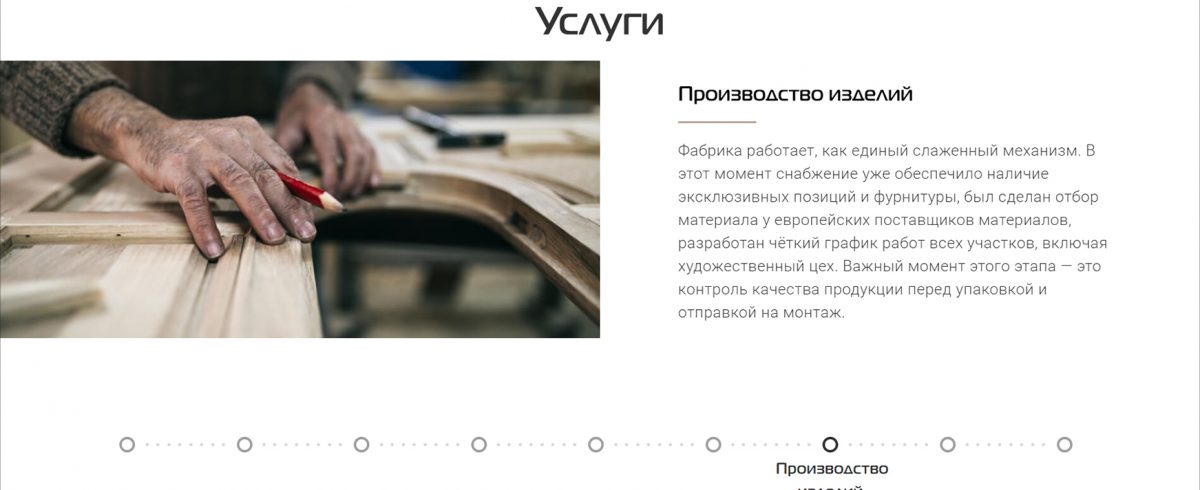 Услуги
Производство изделий
Фабрика работает, как единый слаженный механизм. В
этот момент снабжение уже обеспечило наличие
эксклюзивных позиций и фурнитуры, был сделан отбор
материала у европейских поставщиков материалов,
разработан чёткий график работ всех участков, включая
художественный цех. Важный момент этого этапа — это
контроль качества продукции перед упаковкой и
отправкой на монтаж.
Производство
изделий